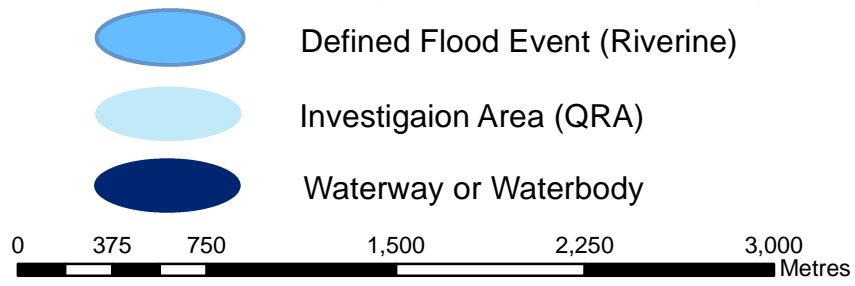 Defined Flood Event (Riverine)
Investigaion Area (QRA)
Waterway or Waterbody
0 375 750 1,500 2,250 3,000
Metres